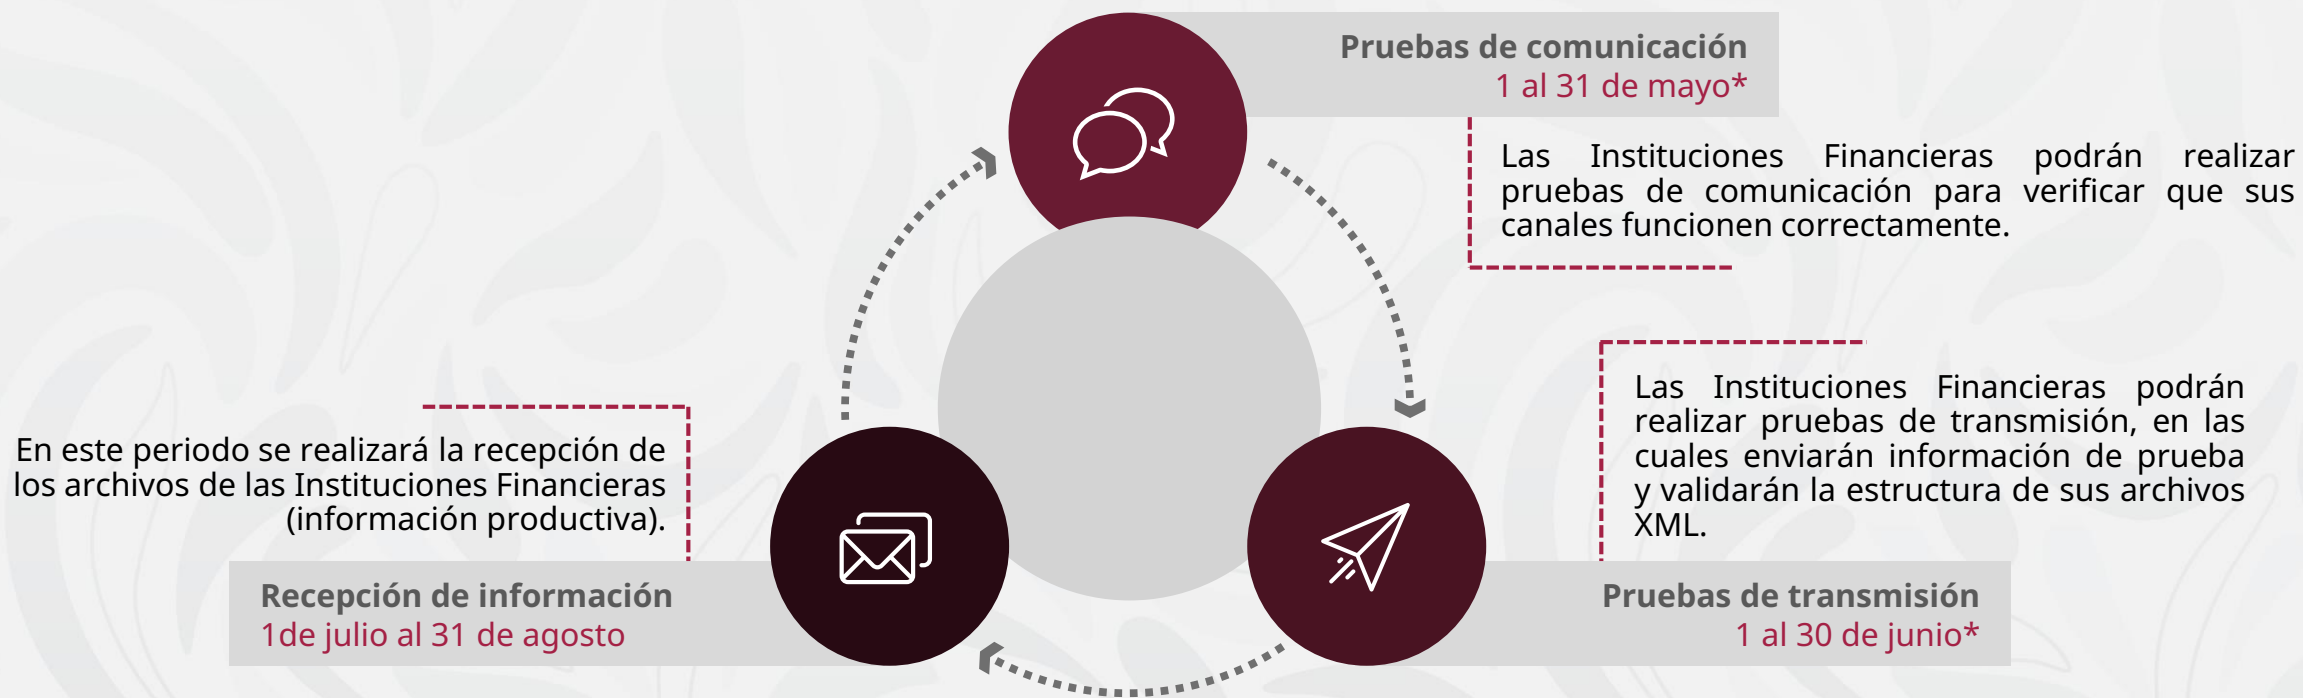 Pruebas de comunicación
1 al 31 de mayo*
Las Instituciones Financieras podrán realizar
pruebas de comunicación para verificar que sus
canales funcionen correctamente.
Las Instituciones Financieras podrán
realizar pruebas de transmisión, en las
cuales enviarán información de prueba
y validarán la estructura de sus archivos
XML.
Pruebas de transmisión
1 al 30 de junio*
En este periodo se realizará la recepción de
los archivos de las Instituciones Financieras
(información productiva).
Recepción de información
1de julio al 31 de agosto